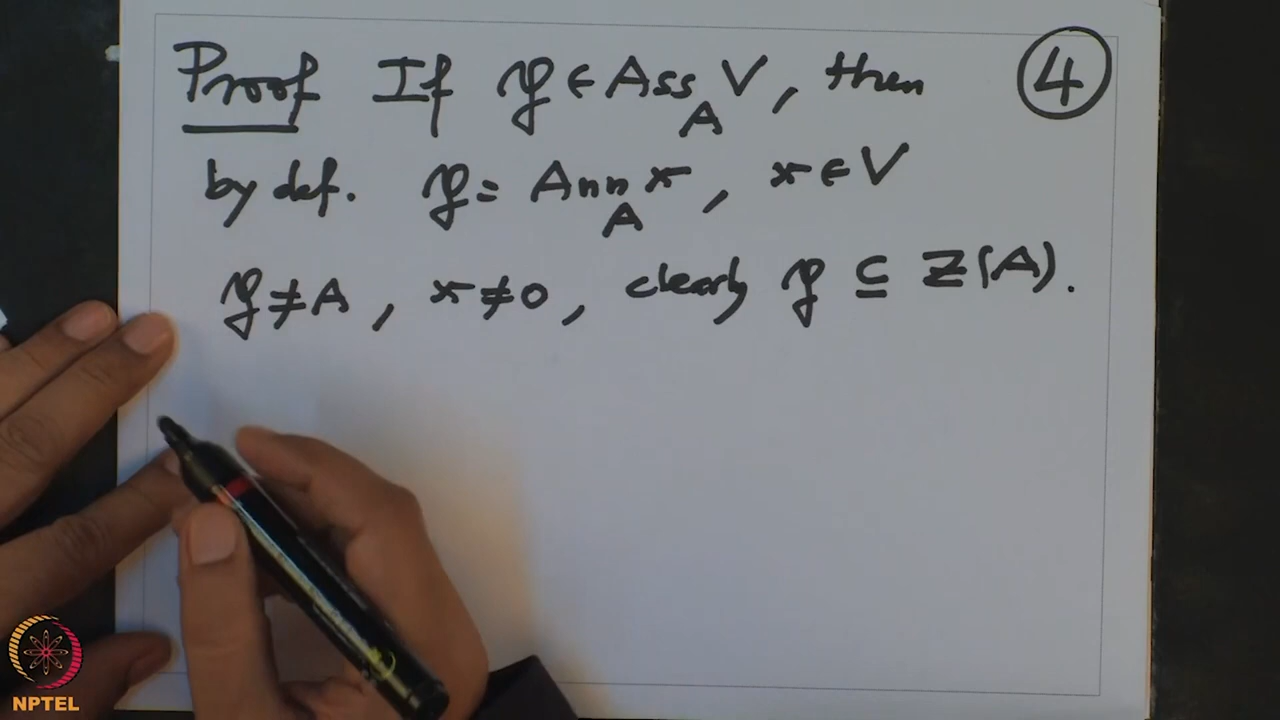 Proof If 𝔭 ∈ Ass_A V, then
④
by def. 𝔭 = Ann_A x, x ∈ V
𝔭 ≠ A, x ≠ 0, clearly 𝔭 ⊆ Z(A).
NPTEL